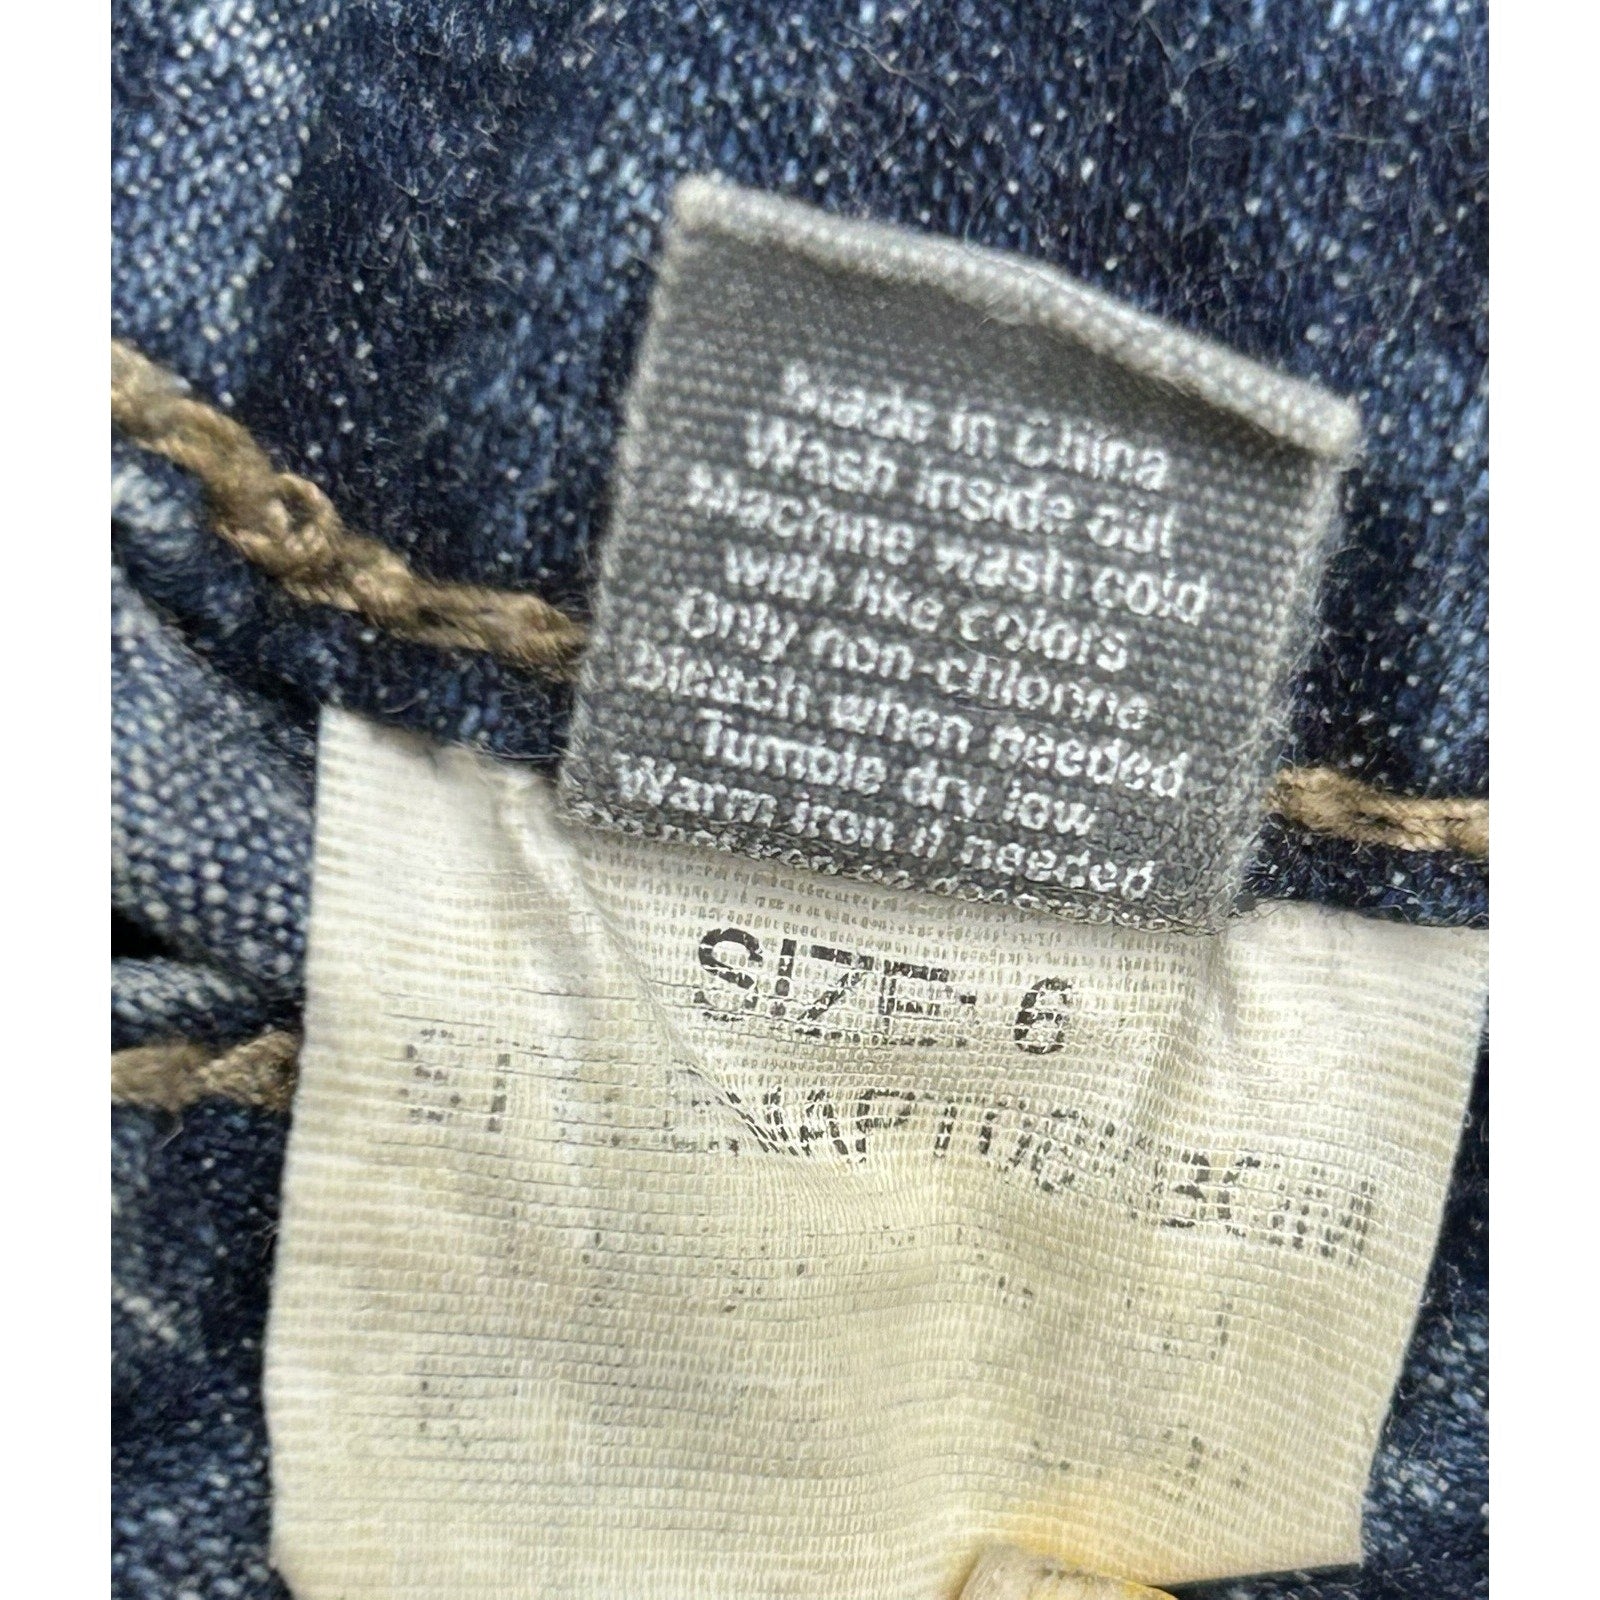 Made in China
Wash inside out
Machine wash cold
with like colors
Only non-chlorine
Bleach when needed
Tumble dry low
Warm iron if needed
SIZE: 6